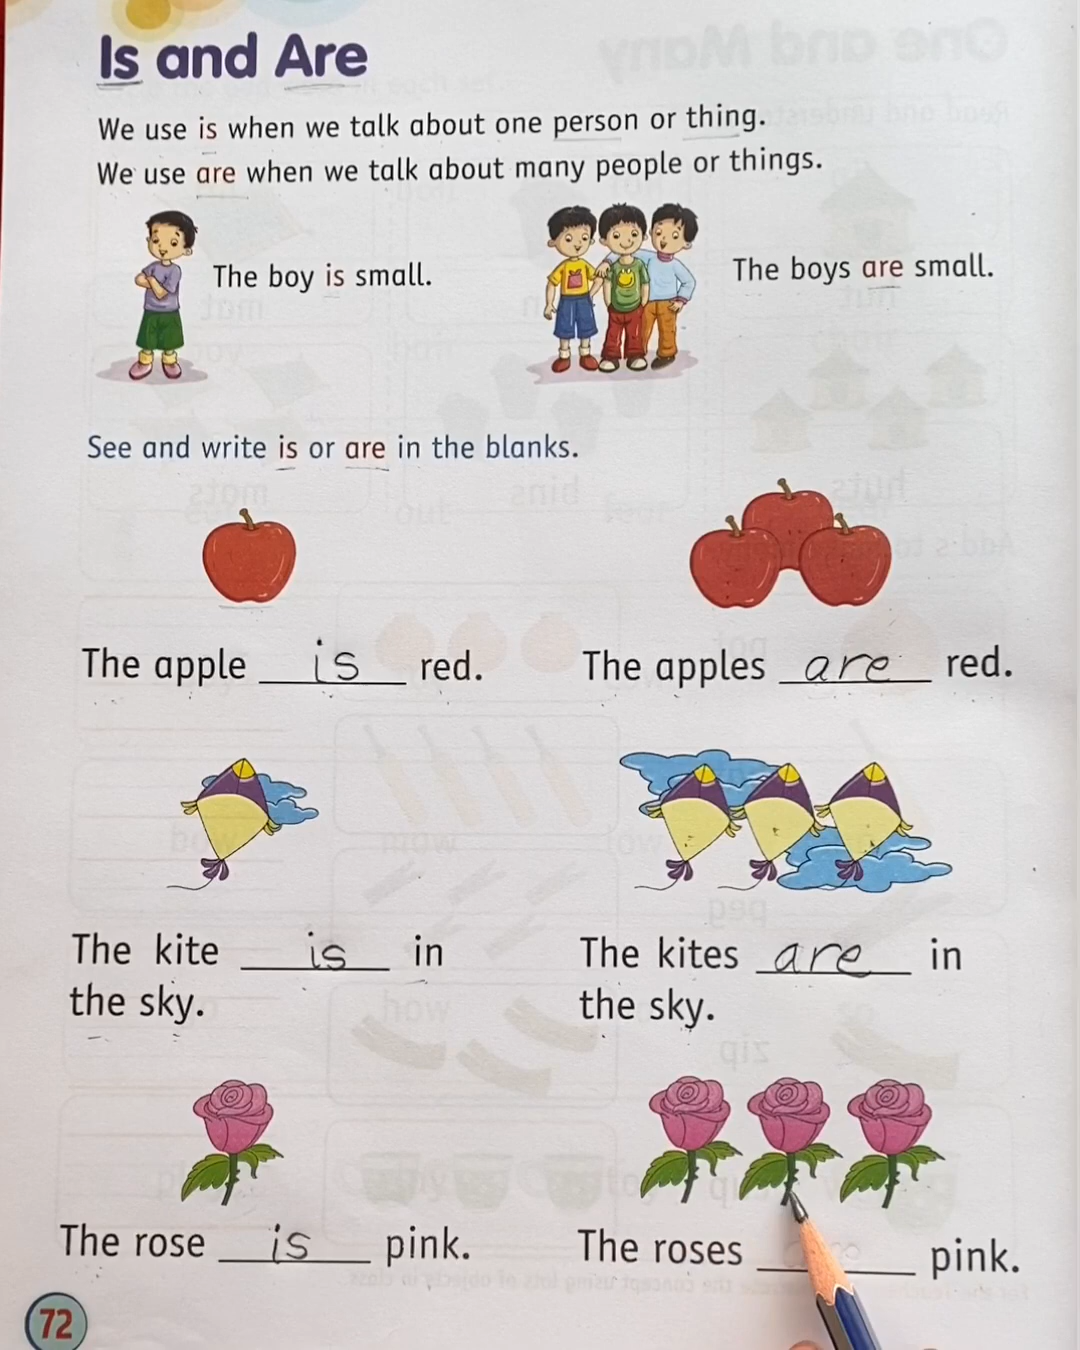 Is and Are
We use is when we talk about one person or thing.
We use are when we talk about many people or things.
The boy is small.
The boys are small.
See and write is or are in the blanks.
The apple is red.
The apples are red.
The kite is in
the sky.
The kites are in
the sky.
The rose is pink.
The roses pink.
72